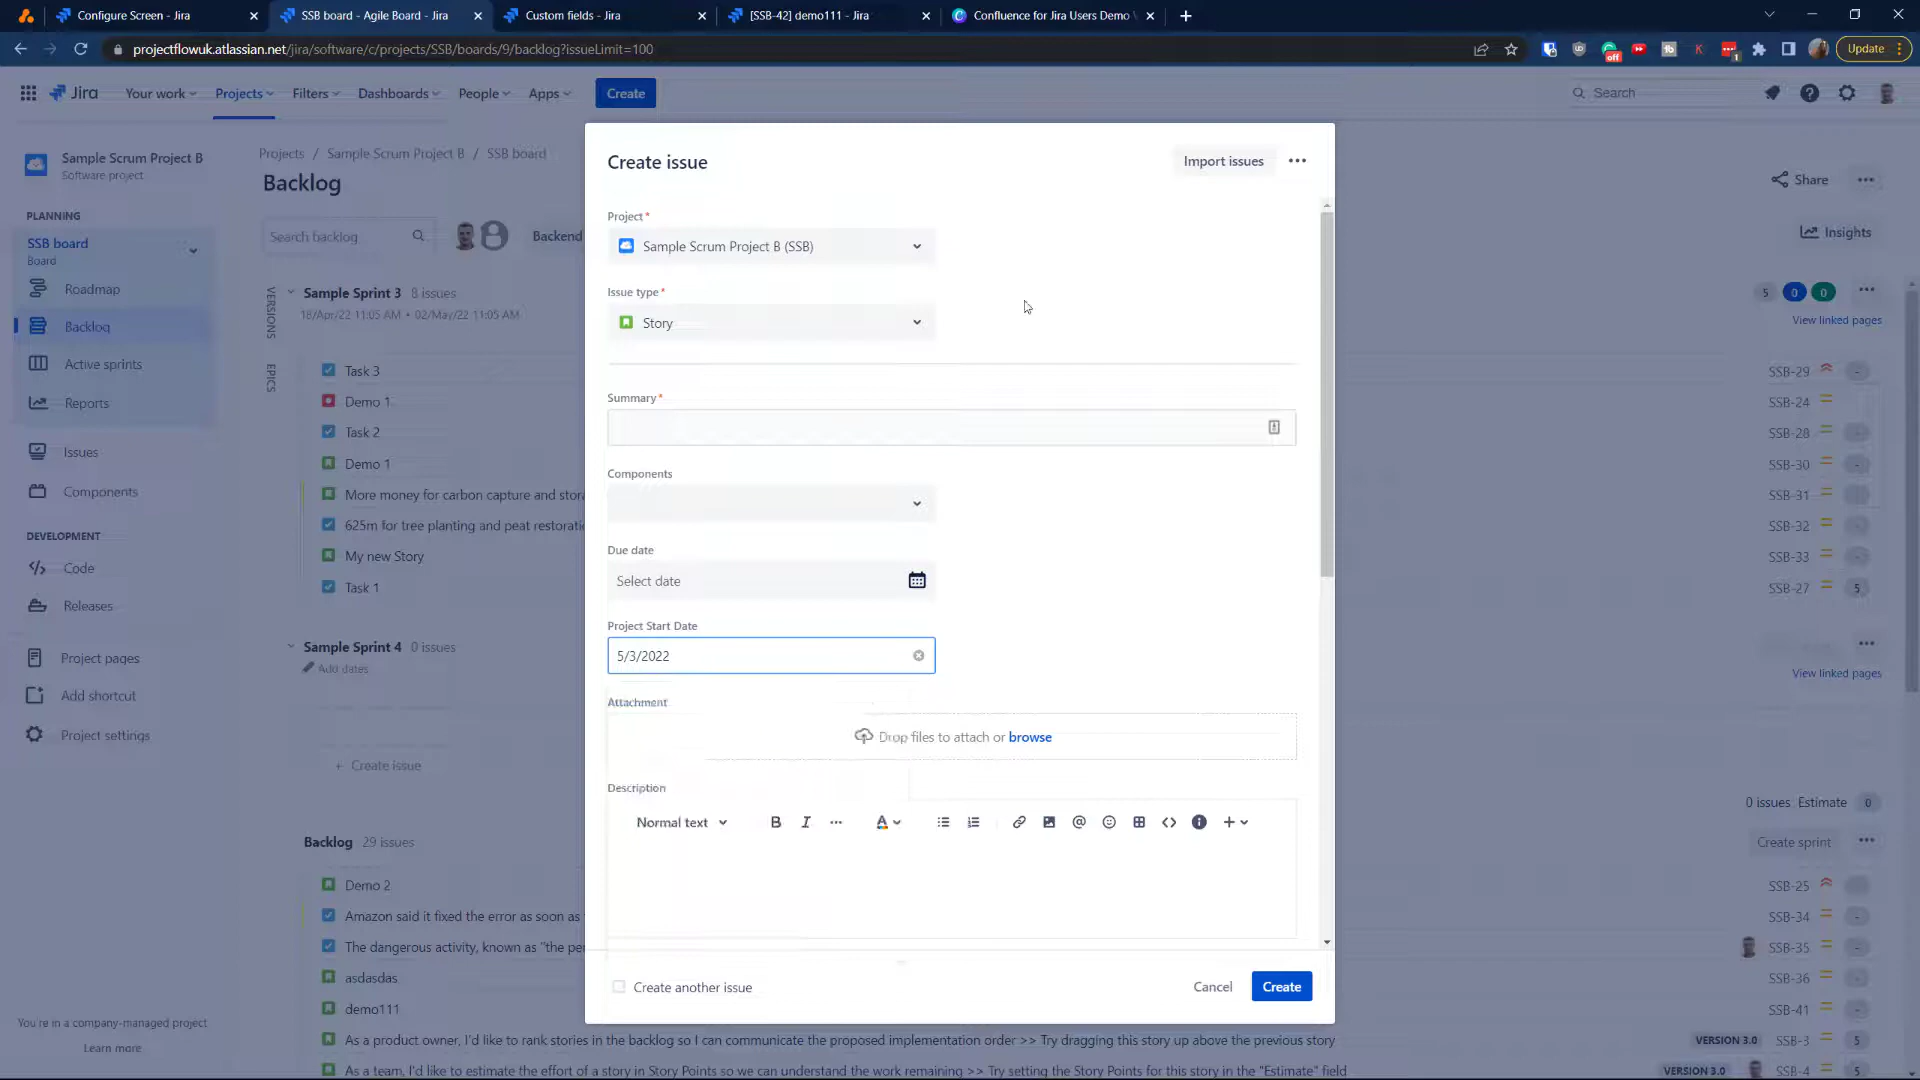 Configure Screen - Jira
SSB board - Agile Board - Jira
Custom fields - Jira
[SSB-42] demo111 - Jira
Confluence for Jira Users Demo
projectflowuk.atlassian.net/jira/software/c/projects/SSB/boards/9/backlog?issueLimit=100
off
1
Update
Jira
Your work
Projects
Filters
Dashboards
People
Apps
Create
Search
Sample Scrum Project B
Software project
PLANNING
SSB board
Board
Roadmap
Backlog
Active sprints
Reports
Issues
Components
DEVELOPMENT
Code
Releases
Project pages
Add shortcut
Project settings
You're in a company-managed project
Learn more
Projects / Sample Scrum Project B / SSB board
Backlog
Share
Search backlog
Backend
Insights
VERSIONS
EPICS
Sample Sprint 3 8 issues
18/Apr/22 11:05 AM • 02/May/22 11:05 AM
5 0 0
View linked pages
Task 3
SSB-29 -
Demo 1
SSB-24
Task 2
SSB-28 -
Demo 1
SSB-30 -
More money for carbon capture and stora
SSB-31
625m for tree planting and peat restoratio
SSB-32 -
My new Story
SSB-33 -
Task 1
SSB-27 5
Sample Sprint 4 0 issues
Add dates
View linked pages
+ Create issue
0 issues Estimate 0
Backlog 29 issues
Create sprint
Demo 2
SSB-25
Amazon said it fixed the error as soon as
SSB-34 -
The dangerous activity, known as "the pe
SSB-35 -
asdasdas
SSB-36 -
demo111
SSB-41 -
As a product owner, I'd like to rank stories in the backlog so I can communicate the proposed implementation order >> Try dragging this story up above the previous story
VERSION 3.0 SSB-3 5
As a team, I'd like to estimate the effort of a story in Story Points so we can understand the work remaining >> Try setting the Story Points for this story in the "Estimate" field
VERSION 3.0 SSB-4 5
Create issue
Import issues
Project*
Sample Scrum Project B (SSB)
Issue type*
Story
Summary*
Components
Due date
Select date
Project Start Date
5/3/2022
Attachment
Drop files to attach or browse
Description
Normal text
B I A @
Create another issue
Cancel
Create